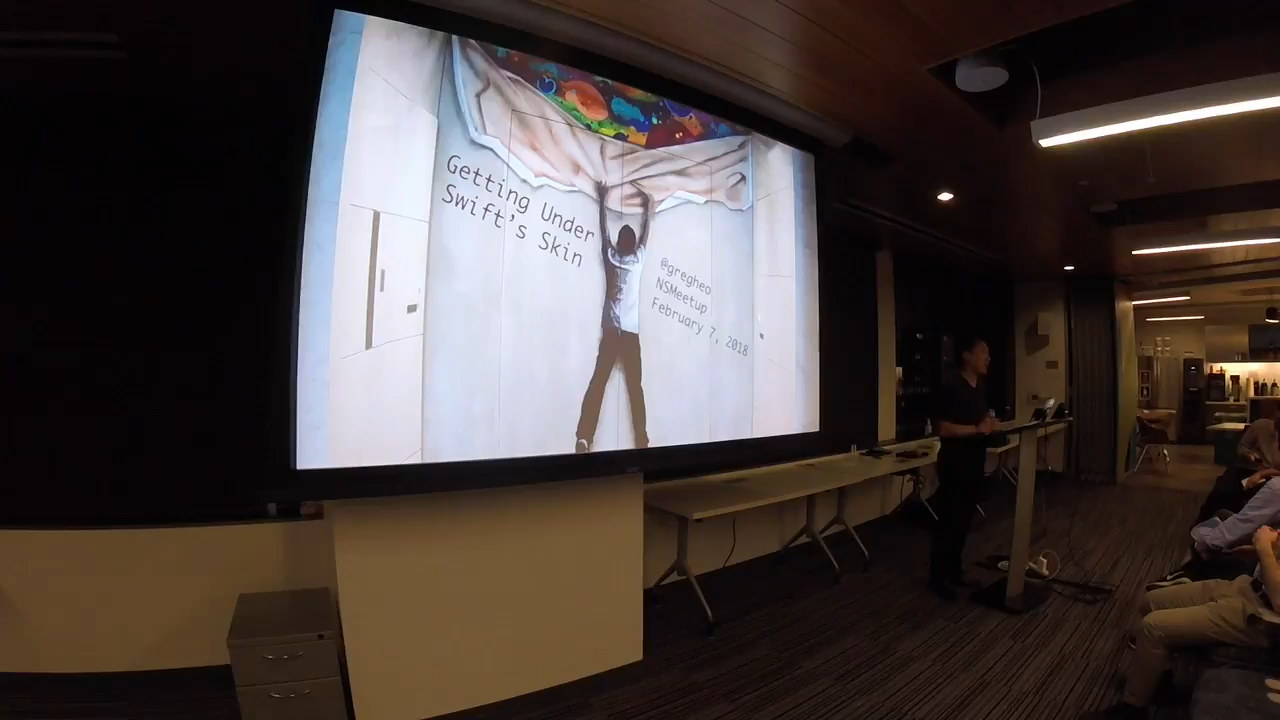 Getting Under
Swift's Skin
@gregheo
NSMeetup
February 7, 2018